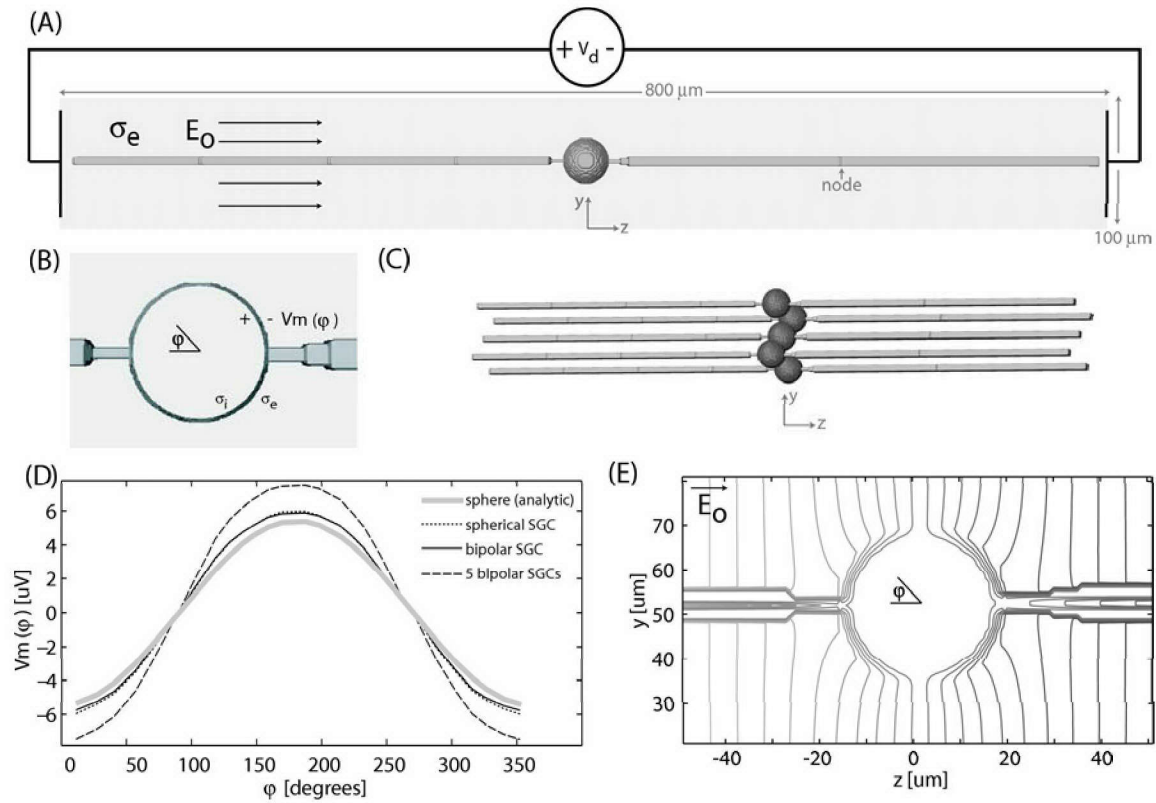 (A)
+ Vd -
800 μm
σe
Eo
node
y
z
100 μm
(B)
+ - Vm (φ)
φ
σi
σe
(C)
y
z
(D)
Vm (φ) [uV]
6
4
2
0
−2
−4
−6
sphere (analytic)
spherical SGC
bipolar SGC
5 bipolar SGCs
0 50 100 150 200 250 300 350
φ [degrees]
(E)
Eo
y [um]
70
60
50
40
30
φ
-40 -20 0 20 40
z [um]